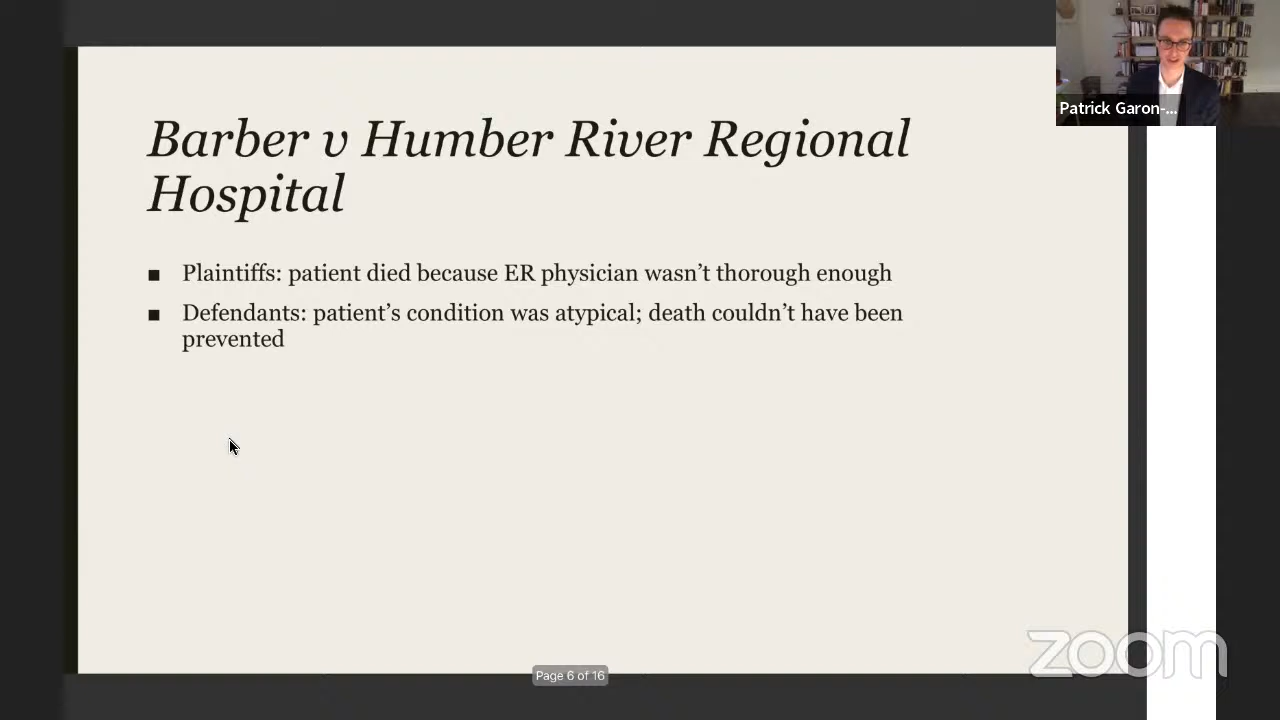 Barber v Humber River Regional
Hospital
▪ Plaintiffs: patient died because ER physician wasn’t thorough enough
▪ Defendants: patient’s condition was atypical; death couldn’t have been
prevented
Patrick Garon-...
Page 6 of 16
zoom